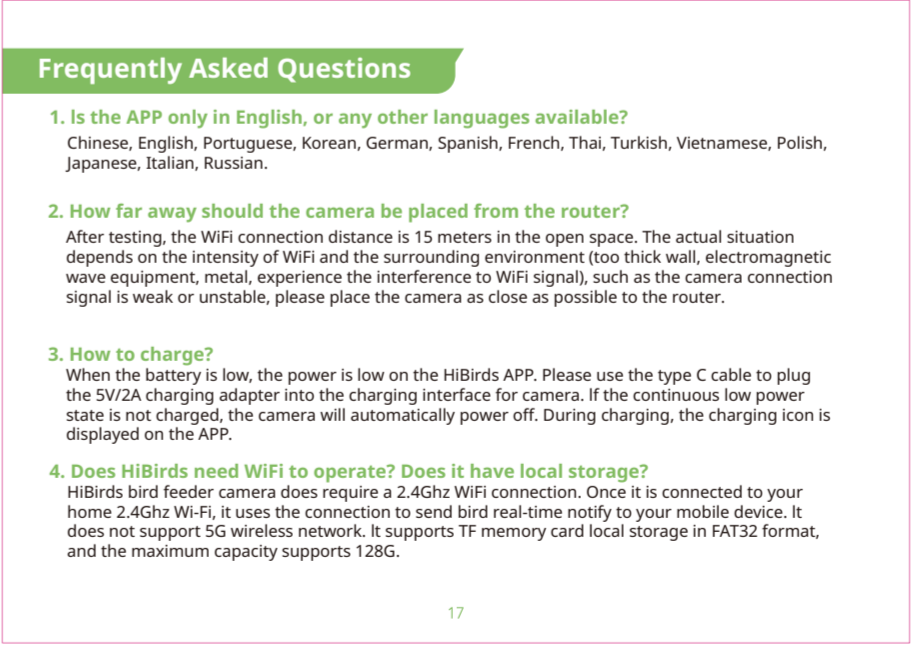 Frequently Asked Questions
1. Is the APP only in English, or any other languages available?
Chinese, English, Portuguese, Korean, German, Spanish, French, Thai, Turkish, Vietnamese, Polish,
Japanese, Italian, Russian.
2. How far away should the camera be placed from the router?
After testing, the WiFi connection distance is 15 meters in the open space. The actual situation
depends on the intensity of WiFi and the surrounding environment (too thick wall, electromagnetic
wave equipment, metal, experience the interference to WiFi signal), such as the camera connection
signal is weak or unstable, please place the camera as close as possible to the router.
3. How to charge?
When the battery is low, the power is low on the HiBirds APP. Please use the type C cable to plug
the 5V/2A charging adapter into the charging interface for camera. If the continuous low power
state is not charged, the camera will automatically power off. During charging, the charging icon is
displayed on the APP.
4. Does HiBirds need WiFi to operate? Does it have local storage?
HiBirds bird feeder camera does require a 2.4Ghz WiFi connection. Once it is connected to your
home 2.4Ghz Wi-Fi, it uses the connection to send bird real-time notify to your mobile device. It
does not support 5G wireless network. It supports TF memory card local storage in FAT32 format,
and the maximum capacity supports 128G.
17